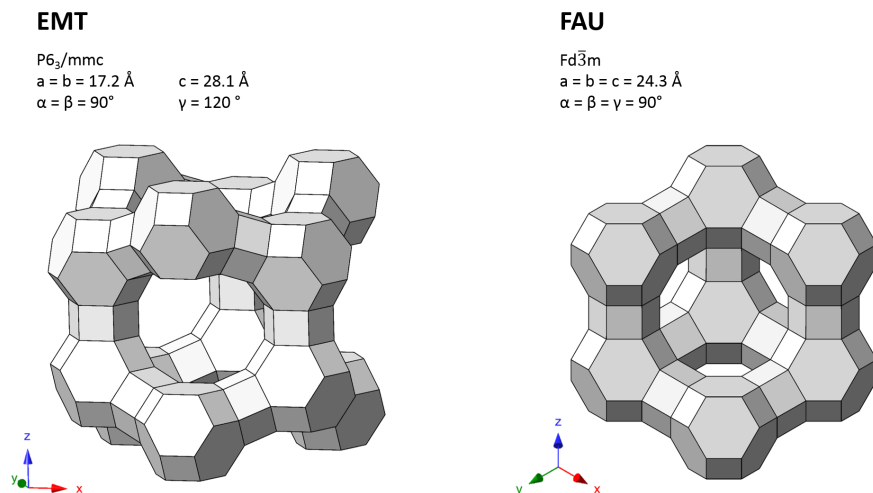 EMT
P6₃/mmc
a = b = 17.2 Å c = 28.1 Å
α = β = 90° γ = 120 °
z
y
x
FAU
Fd3̅m
a = b = c = 24.3 Å
α = β = γ = 90°
z
y
x